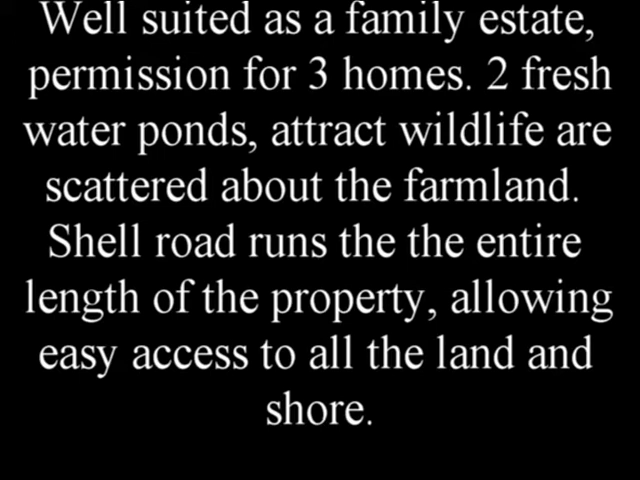 Well suited as a family estate,
permission for 3 homes. 2 fresh
water ponds, attract wildlife are
scattered about the farmland.
Shell road runs the the entire
length of the property, allowing
easy access to all the land and
shore.